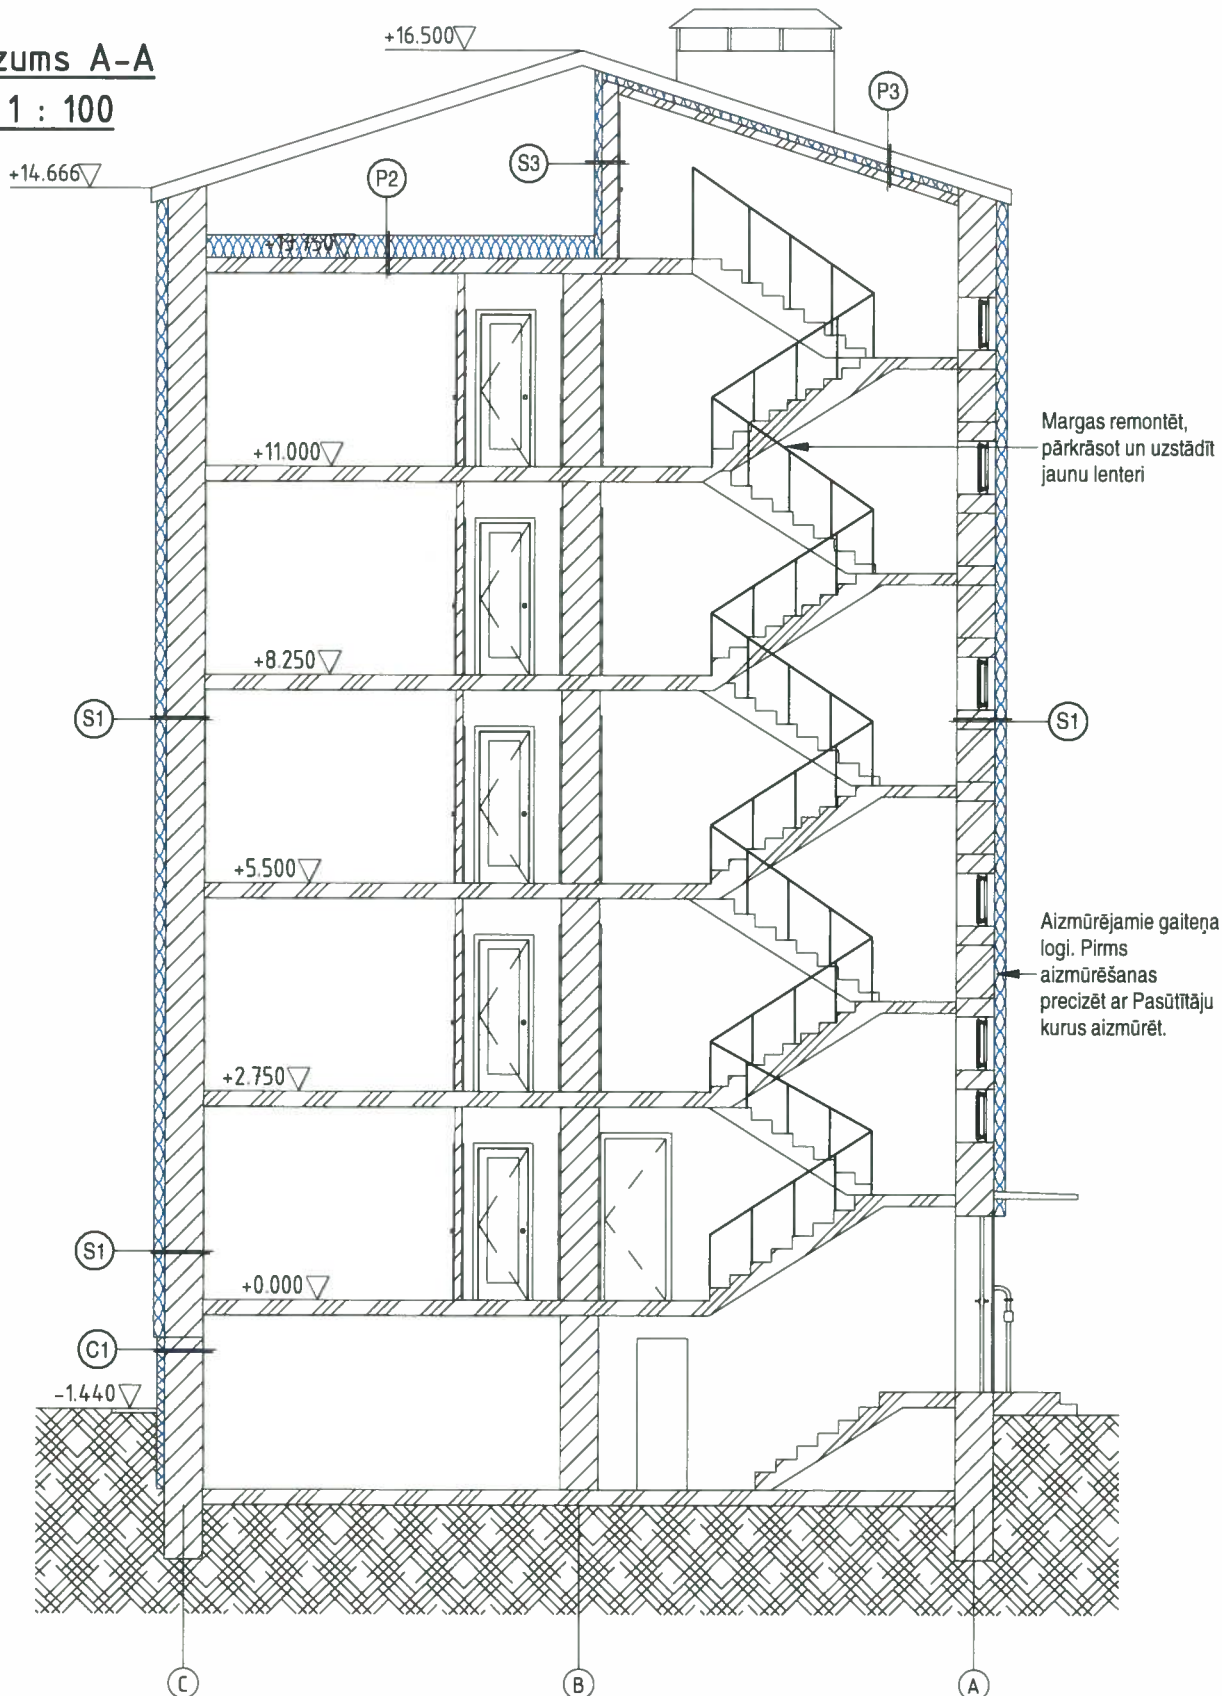 zums A-A
1 : 100
+16.500
+14.666
P3
S3
P2
+13.750
+11.000
Margas remontēt,
pārkrāsot un uzstādīt
jaunu lenteri
+8.250
S1
S1
+5.500
Aizmūrējamie gaiteņa
logi. Pirms
aizmūrēšanas
precizēt ar Pasūtītāju
kurus aizmūrēt.
+2.750
S1
+0.000
C1
-1.440
C
B
A